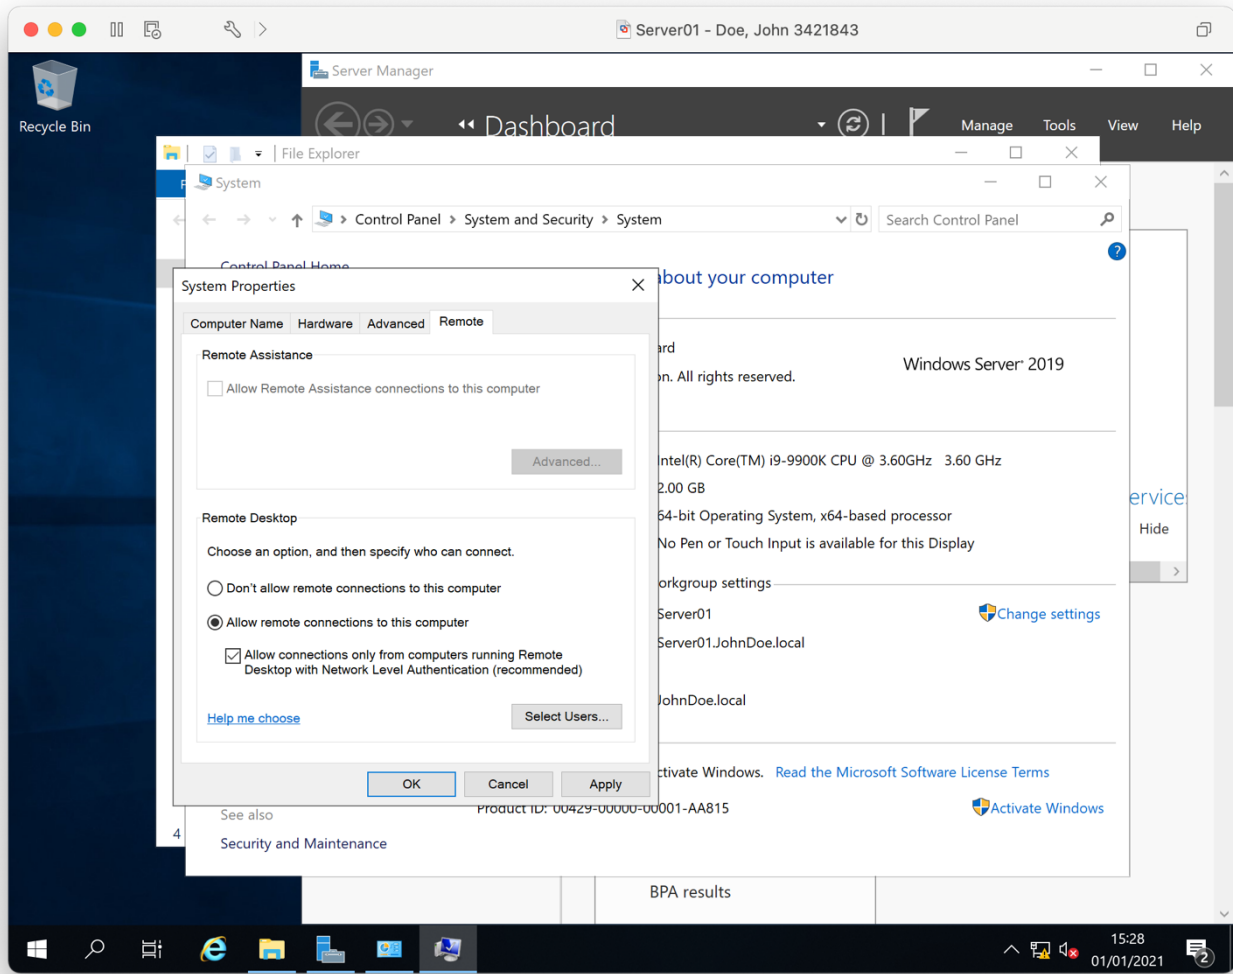 Server01 - Doe, John 3421843
Recycle Bin
Server Manager
Dashboard
Manage Tools View Help
File Explorer
System
Control Panel > System and Security > System
Search Control Panel
Control Panel Home
about your computer
System Properties
Computer Name Hardware Advanced Remote
Remote Assistance
Allow Remote Assistance connections to this computer
Advanced...
Remote Desktop
Choose an option, and then specify who can connect.
Don't allow remote connections to this computer
Allow remote connections to this computer
Allow connections only from computers running Remote
Desktop with Network Level Authentication (recommended)
Help me choose
Select Users...
OK Cancel Apply
ard
on. All rights reserved.
Windows Server® 2019
Intel(R) Core(TM) i9-9900K CPU @ 3.60GHz 3.60 GHz
2.00 GB
64-bit Operating System, x64-based processor
No Pen or Touch Input is available for this Display
orkgroup settings
Server01
Change settings
Server01.JohnDoe.local
JohnDoe.local
ctivate Windows. Read the Microsoft Software License Terms
Product ID: 00429-00000-00001-AA815
Activate Windows
See also
Security and Maintenance
4
ervice
Hide
BPA results
15:28
01/01/2021
2